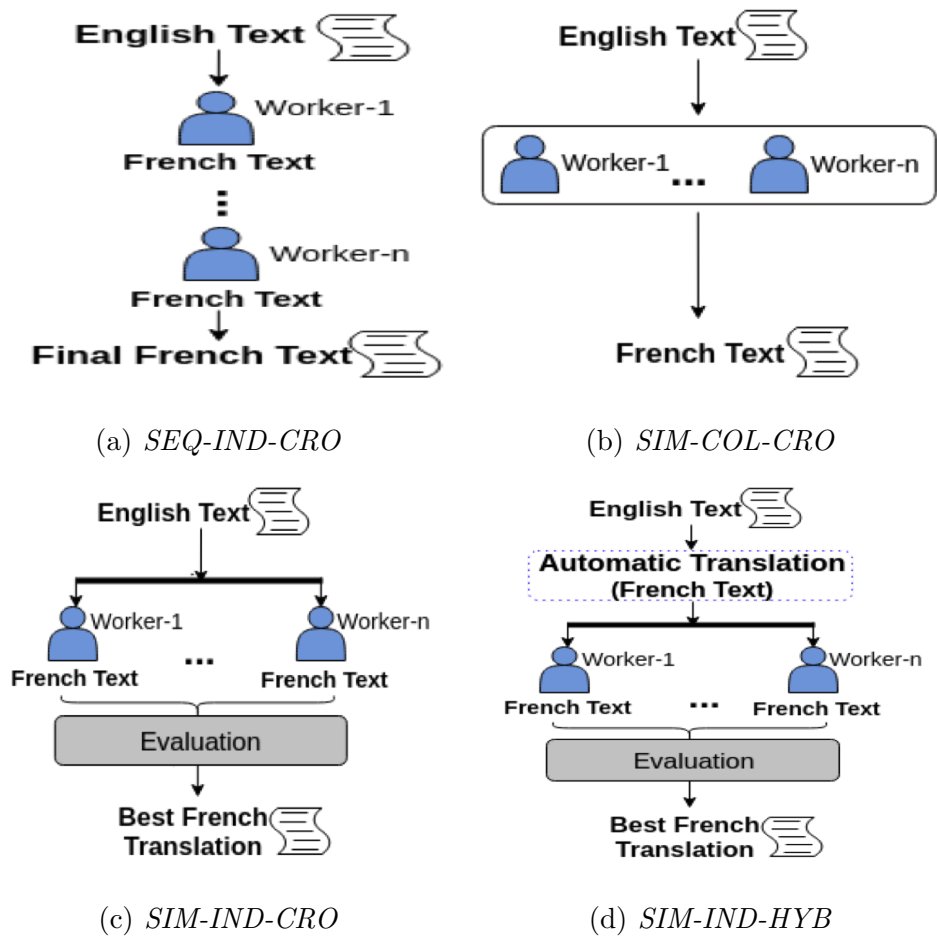 English Text
Worker-1
French Text
...
Worker-n
French Text
Final French Text
(a) SEQ-IND-CRO
English Text
Worker-1 ... Worker-n
French Text
(b) SIM-COL-CRO
English Text
Worker-1 ... Worker-n
French Text French Text
Evaluation
Best French
Translation
(c) SIM-IND-CRO
English Text
Automatic Translation
(French Text)
Worker-1 Worker-n
French Text ... French Text
Evaluation
Best French
Translation
(d) SIM-IND-HYB